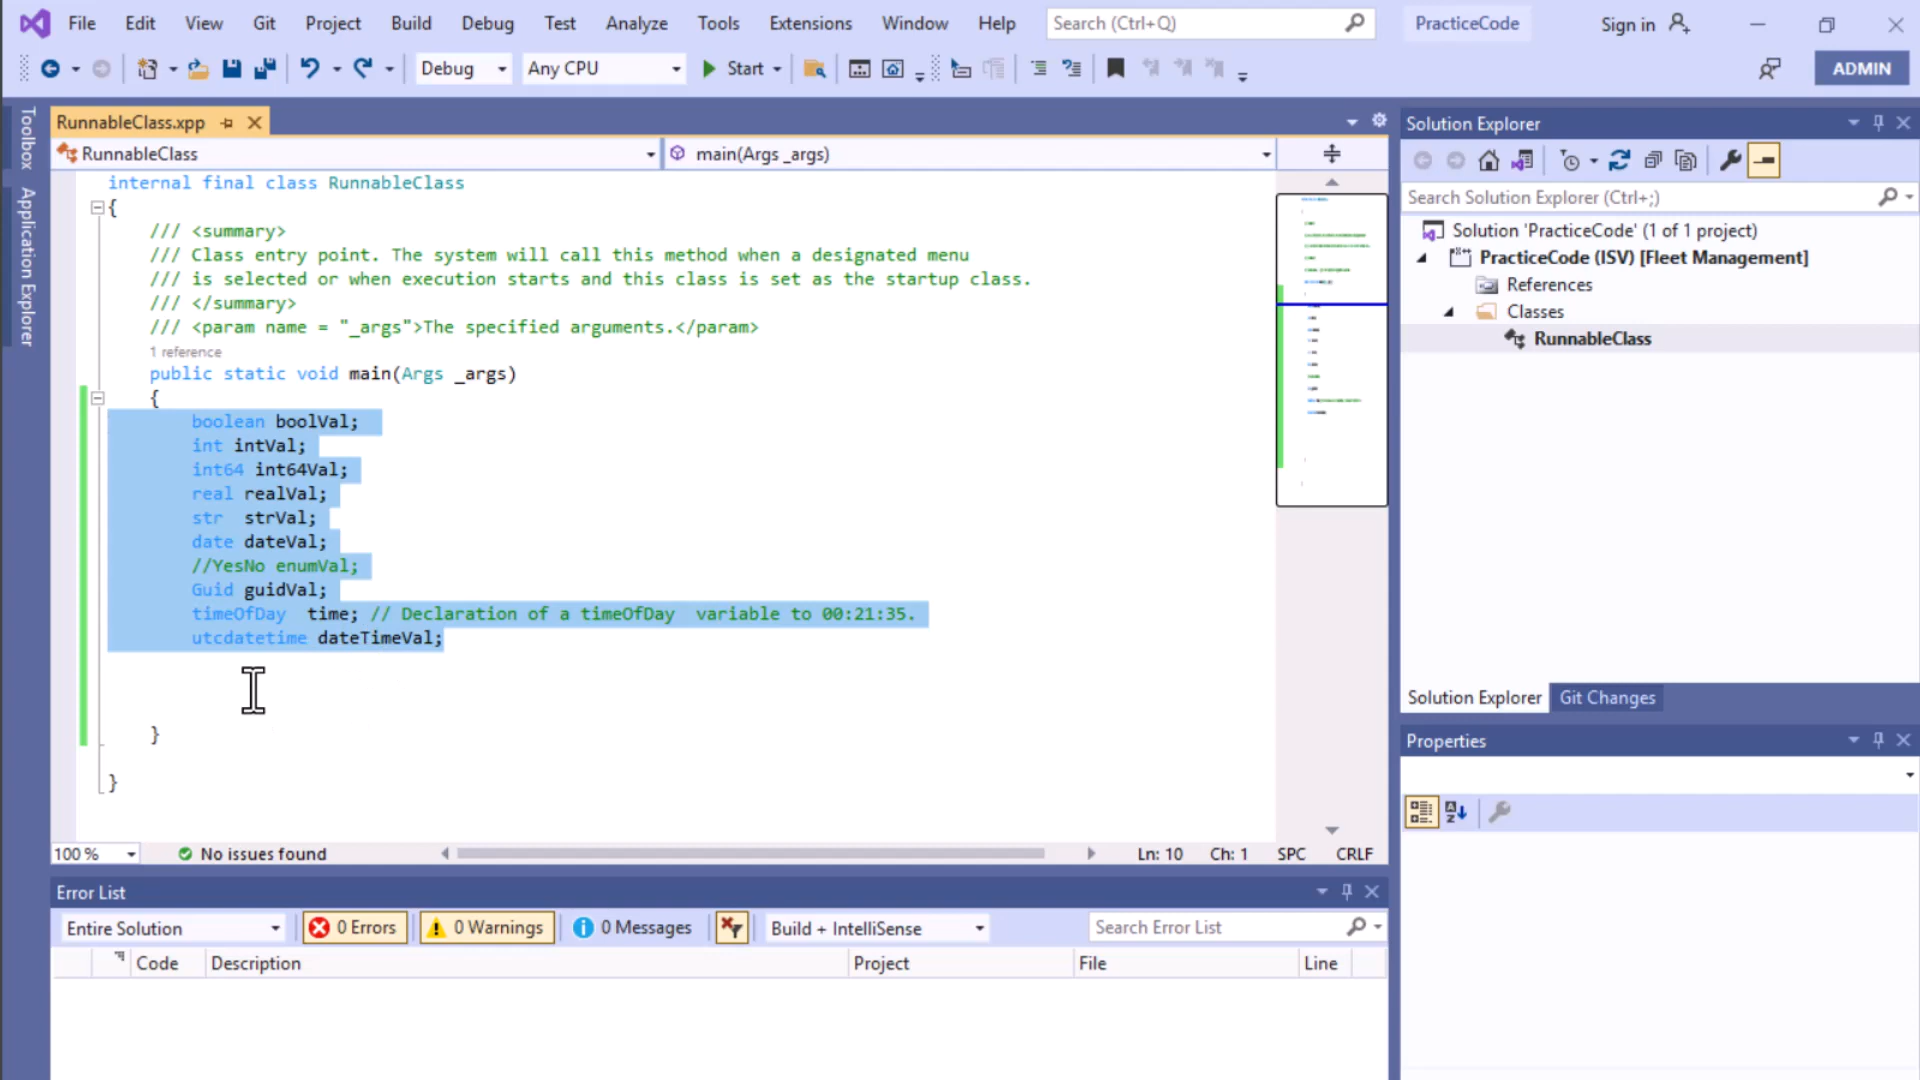 File Edit View Git Project Build Debug Test Analyze Tools Extensions Window Help Search (Ctrl+Q) PracticeCode Sign in
Debug Any CPU Start ADMIN
Toolbox
Application Explorer
RunnableClass.xpp
RunnableClass main(Args _args)
internal final class RunnableClass
{
/// <summary>
/// Class entry point. The system will call this method when a designated menu
/// is selected or when execution starts and this class is set as the startup class.
/// </summary>
/// <param name = "_args">The specified arguments.</param>
1 reference
public static void main(Args _args)
{
boolean boolVal;
int intVal;
int64 int64Val;
real realVal;
str  strVal;
date dateVal;
//YesNo enumVal;
Guid guidVal;
timeOfDay  time; // Declaration of a timeOfDay  variable to 00:21:35.
utcdatetime dateTimeVal;
}
}
100 % No issues found Ln: 10 Ch: 1 SPC CRLF
Error List
Entire Solution 0 Errors 0 Warnings 0 Messages Build + IntelliSense Search Error List
Code Description Project File Line
Solution Explorer
Search Solution Explorer (Ctrl+;)
Solution 'PracticeCode' (1 of 1 project)
PracticeCode (ISV) [Fleet Management]
References
Classes
RunnableClass
Solution Explorer Git Changes
Properties